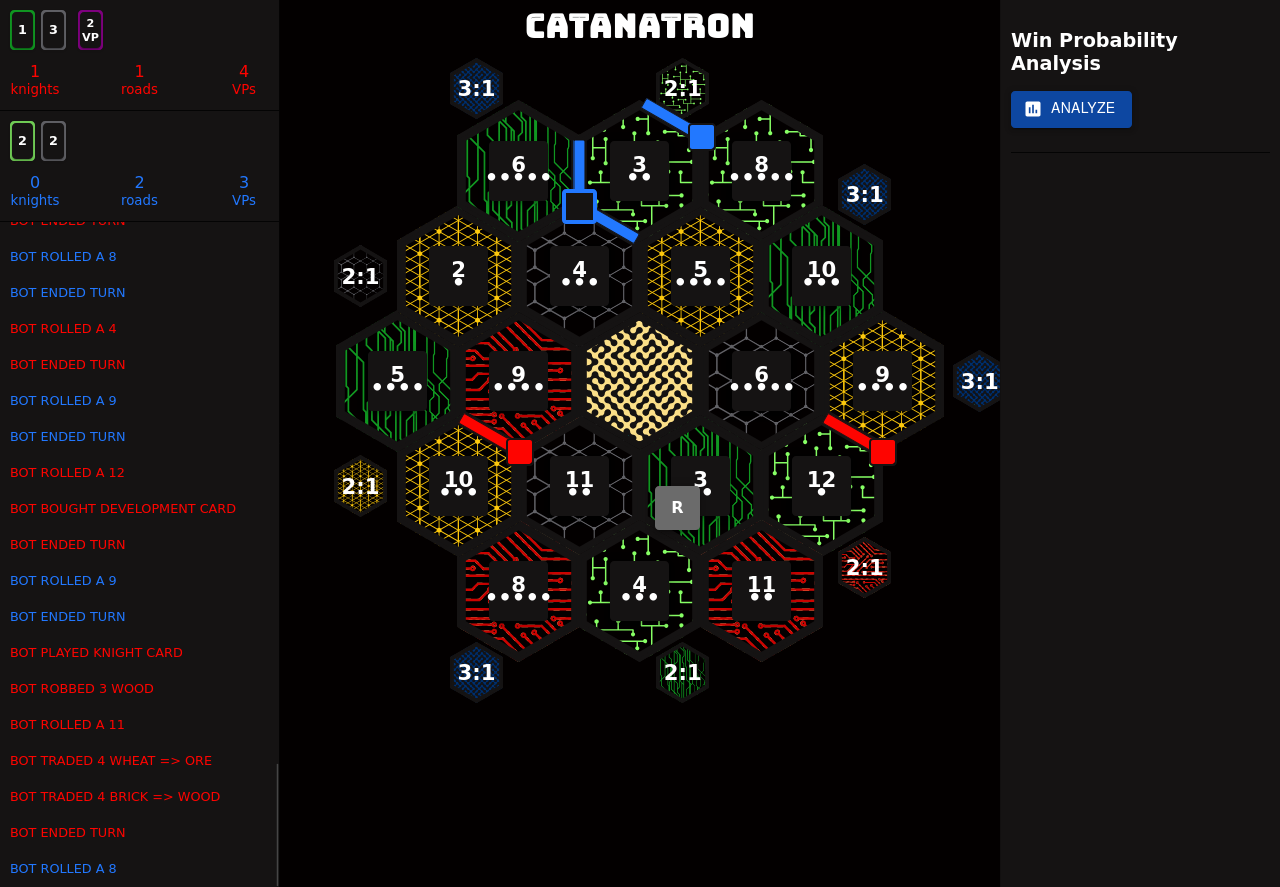 CATANATRON
1 3 2 VP
1 1 4
knights roads VPs
2 2
0 2 3
knights roads VPs
BOT ENDED TURN
BOT ROLLED A 8
BOT ENDED TURN
BOT ROLLED A 4
BOT ENDED TURN
BOT ROLLED A 9
BOT ENDED TURN
BOT ROLLED A 12
BOT BOUGHT DEVELOPMENT CARD
BOT ENDED TURN
BOT ROLLED A 9
BOT ENDED TURN
BOT PLAYED KNIGHT CARD
BOT ROBBED 3 WOOD
BOT ROLLED A 11
BOT TRADED 4 WHEAT => ORE
BOT TRADED 4 BRICK => WOOD
BOT ENDED TURN
BOT ROLLED A 8
3:1 2:1
6 3 8
3:1
2:1 2 4 5 10
5 9 6 9 3:1
2:1 10 11 3 12
R
2:1
8 4 11
3:1 2:1
Win Probability
Analysis
ANALYZE